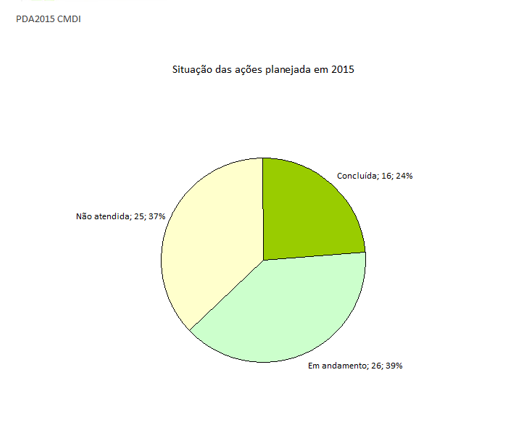 PDA2015 CMDI
Situação das ações planejada em 2015
Concluída; 16; 24%
Não atendida; 25; 37%
Em andamento; 26; 39%